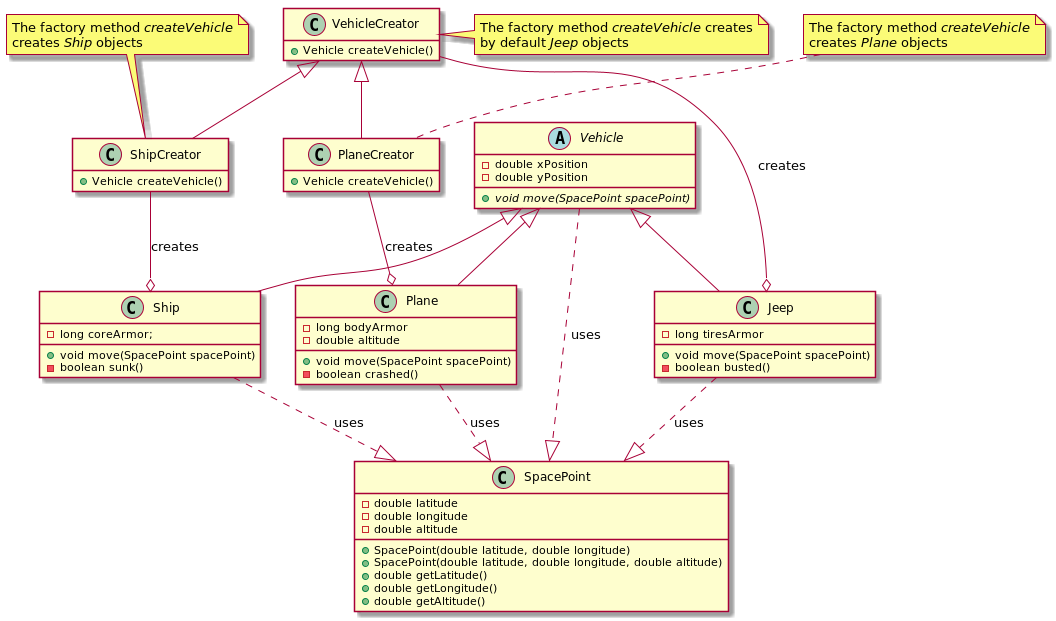 The factory method createVehicle
creates Ship objects
C VehicleCreator
Vehicle createVehicle()
The factory method createVehicle creates
by default Jeep objects
The factory method createVehicle
creates Plane objects
C ShipCreator
Vehicle createVehicle()
C PlaneCreator
Vehicle createVehicle()
A Vehicle
double xPosition
double yPosition
void move(SpacePoint spacePoint)
creates
creates
creates
C Ship
long coreArmor;
void move(SpacePoint spacePoint)
boolean sunk()
C Plane
long bodyArmor
double altitude
void move(SpacePoint spacePoint)
boolean crashed()
uses
C Jeep
long tiresArmor
void move(SpacePoint spacePoint)
boolean busted()
uses
uses
uses
C SpacePoint
double latitude
double longitude
double altitude
SpacePoint(double latitude, double longitude)
SpacePoint(double latitude, double longitude, double altitude)
double getLatitude()
double getLongitude()
double getAltitude()